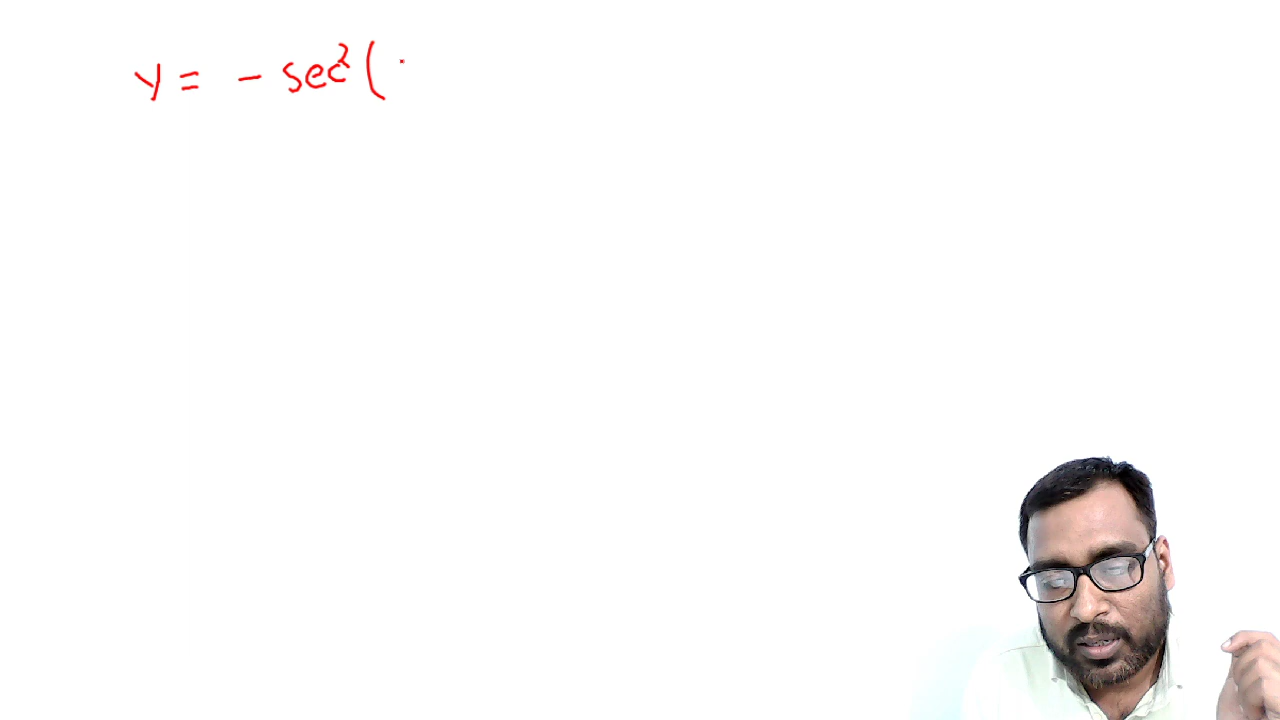 y = - sec² (